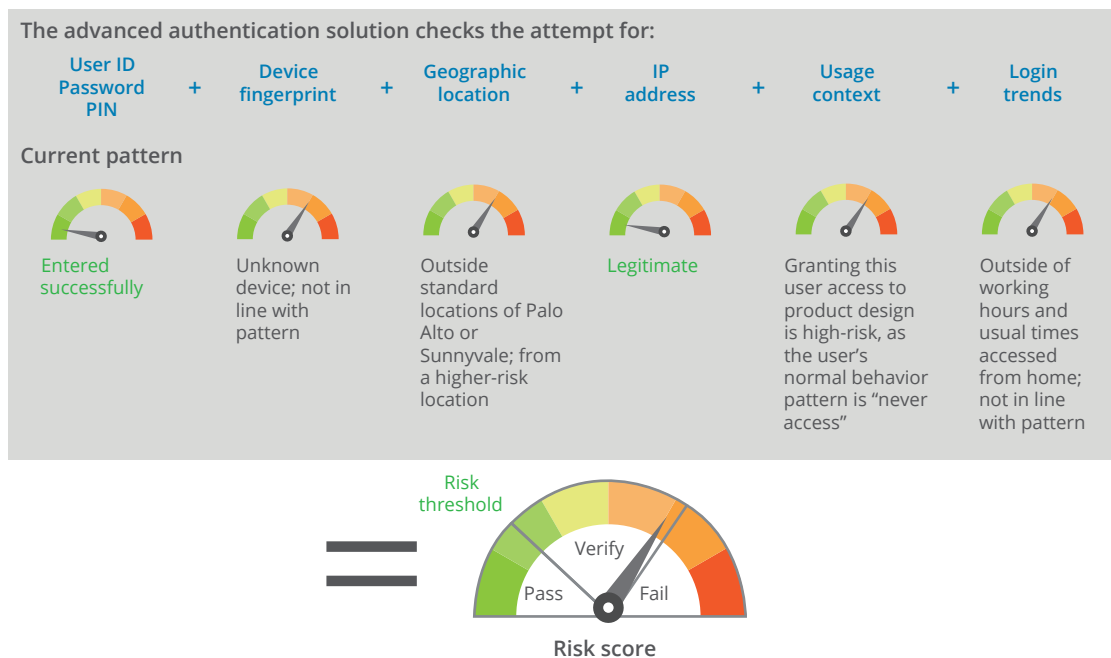 The advanced authentication solution checks the attempt for:
User ID
Password
PIN
+
Device
fingerprint
+
Geographic
location
+
IP
address
+
Usage
context
+
Login
trends
Current pattern
Entered
successfully
Unknown
device; not in
line with
pattern
Outside
standard
locations of Palo
Alto or
Sunnyvale; from
a higher-risk
location
Legitimate
Granting this
user access to
product design
is high-risk, as
the user’s
normal behavior
pattern is “never
access”
Outside of
working
hours and
usual times
accessed
from home;
not in line
with pattern
Risk
threshold
Verify
Pass
Fail
Risk score